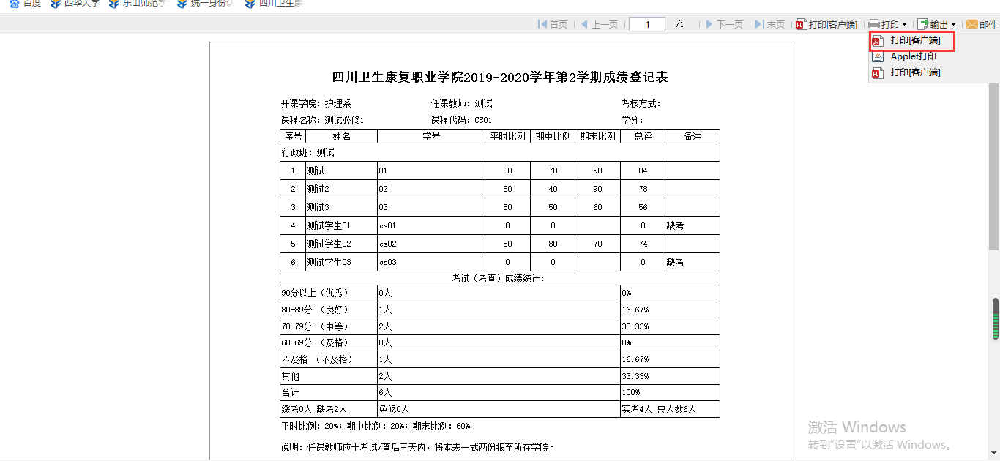 百度 西华大学 乐山师范学 统一身份认 四川卫生康
首页 上一页 1 /1 下一页 末页 打印[客户端] 打印 输出 邮件
打印[客户端]
Applet打印
打印[客户端]
四川卫生康复职业学院2019-2020学年第2学期成绩登记表
开课学院：护理系 任课教师：测试 考核方式：
课程名称：测试必修1 课程代码：CS01 学分：
序号 姓名 学号 平时比例 期中比例 期末比例 总评 备注
行政班：测试
1 测试 01 80 70 90 84
2 测试2 02 80 40 90 78
3 测试3 03 50 50 60 56
4 测试学生01 cs01 0 0 0 缺考
5 测试学生02 cs02 80 80 70 74
6 测试学生03 cs03 0 0 0 缺考
考试（考查）成绩统计：
90分以上（优秀） 0人 0%
80-89分 （良好） 1人 16.67%
70-79分 （中等） 2人 33.33%
60-69分 （及格） 0人 0%
不及格 （不及格） 1人 16.67%
其他 2人 33.33%
合计 6人 100%
缓考0人 缺考2人 免修0人 实考4人 总人数6人
平时比例：20%；期中比例：20%；期末比例：60%
说明：任课教师应于考试/查后三天内，将本表一式两份报至所在学院。
激活 Windows
转到"设置"以激活 Windows。